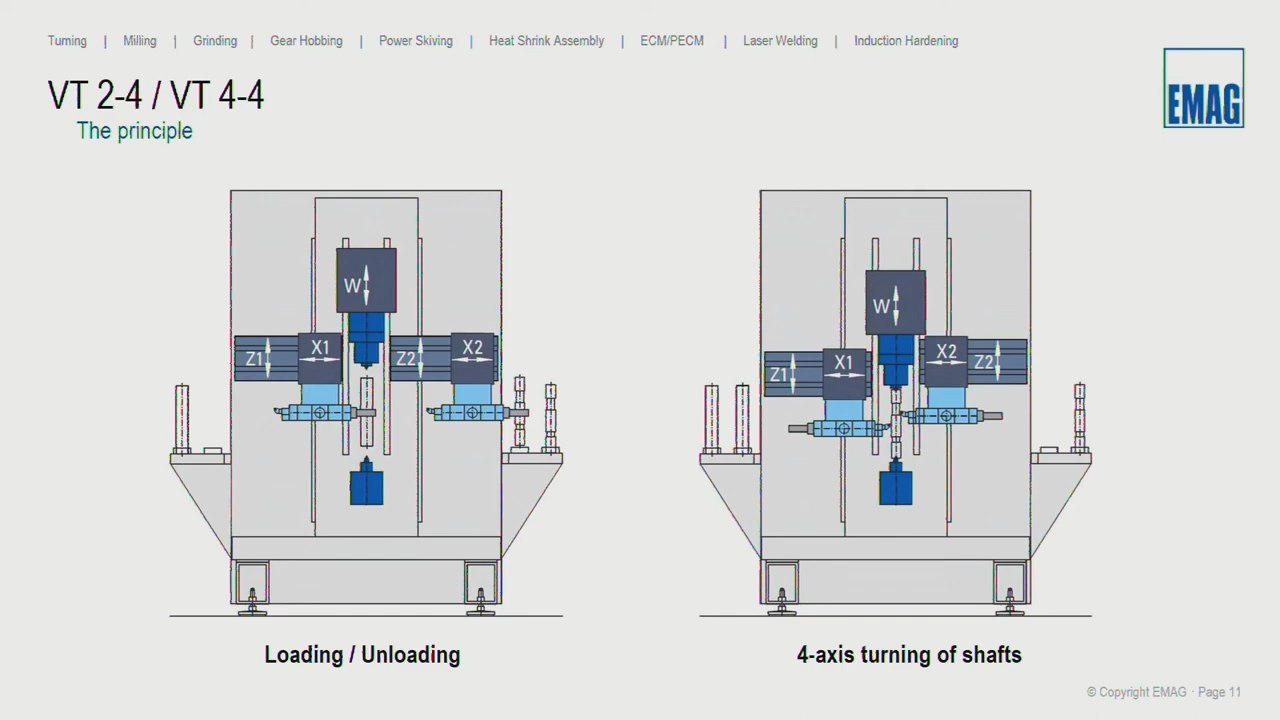 Turning | Milling | Grinding | Gear Hobbing | Power Skiving | Heat Shrink Assembly | ECM/PECM | Laser Welding | Induction Hardening
VT 2-4 / VT 4-4
The principle
EMAG
W
Z1
X1
Z2
X2
W
Z1
X1
X2
Z2
Loading / Unloading
4-axis turning of shafts
© Copyright EMAG · Page 11